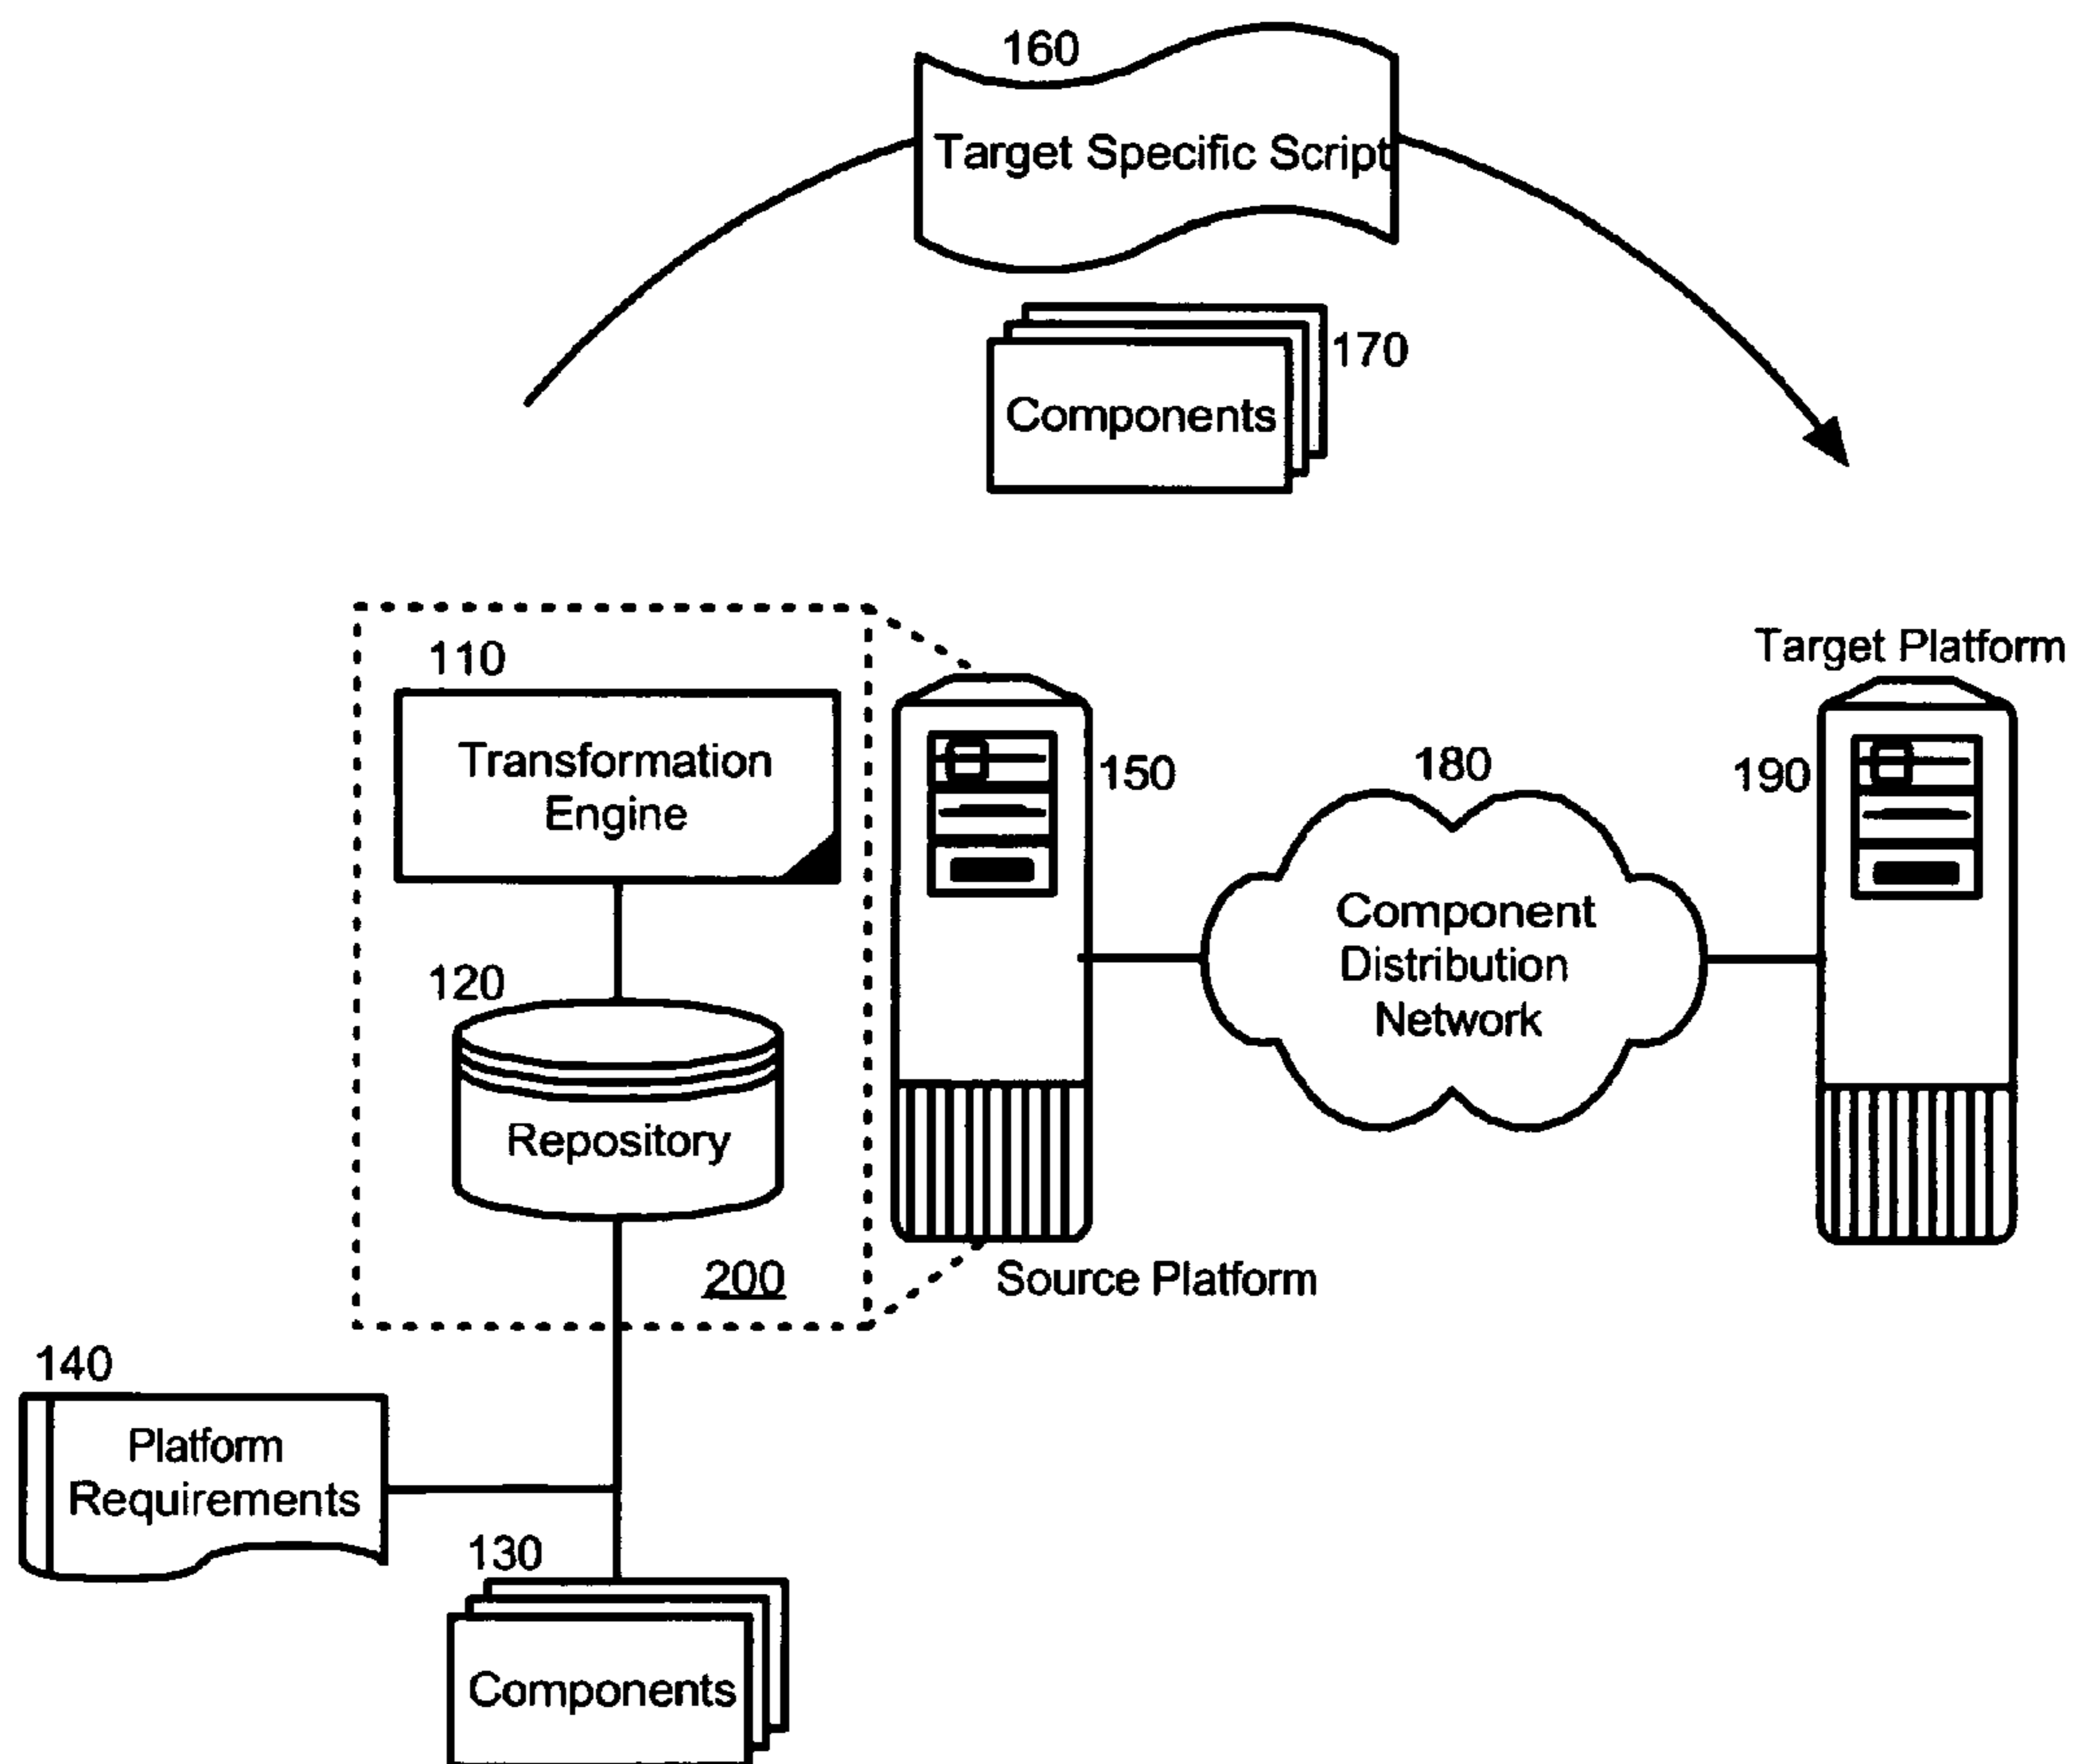 160
Target Specific Script
170
Components
110
Transformation
Engine
120
Repository
200
150
Source Platform
180
Component
Distribution
Network
Target Platform
190
140
Platform
Requirements
130
Components